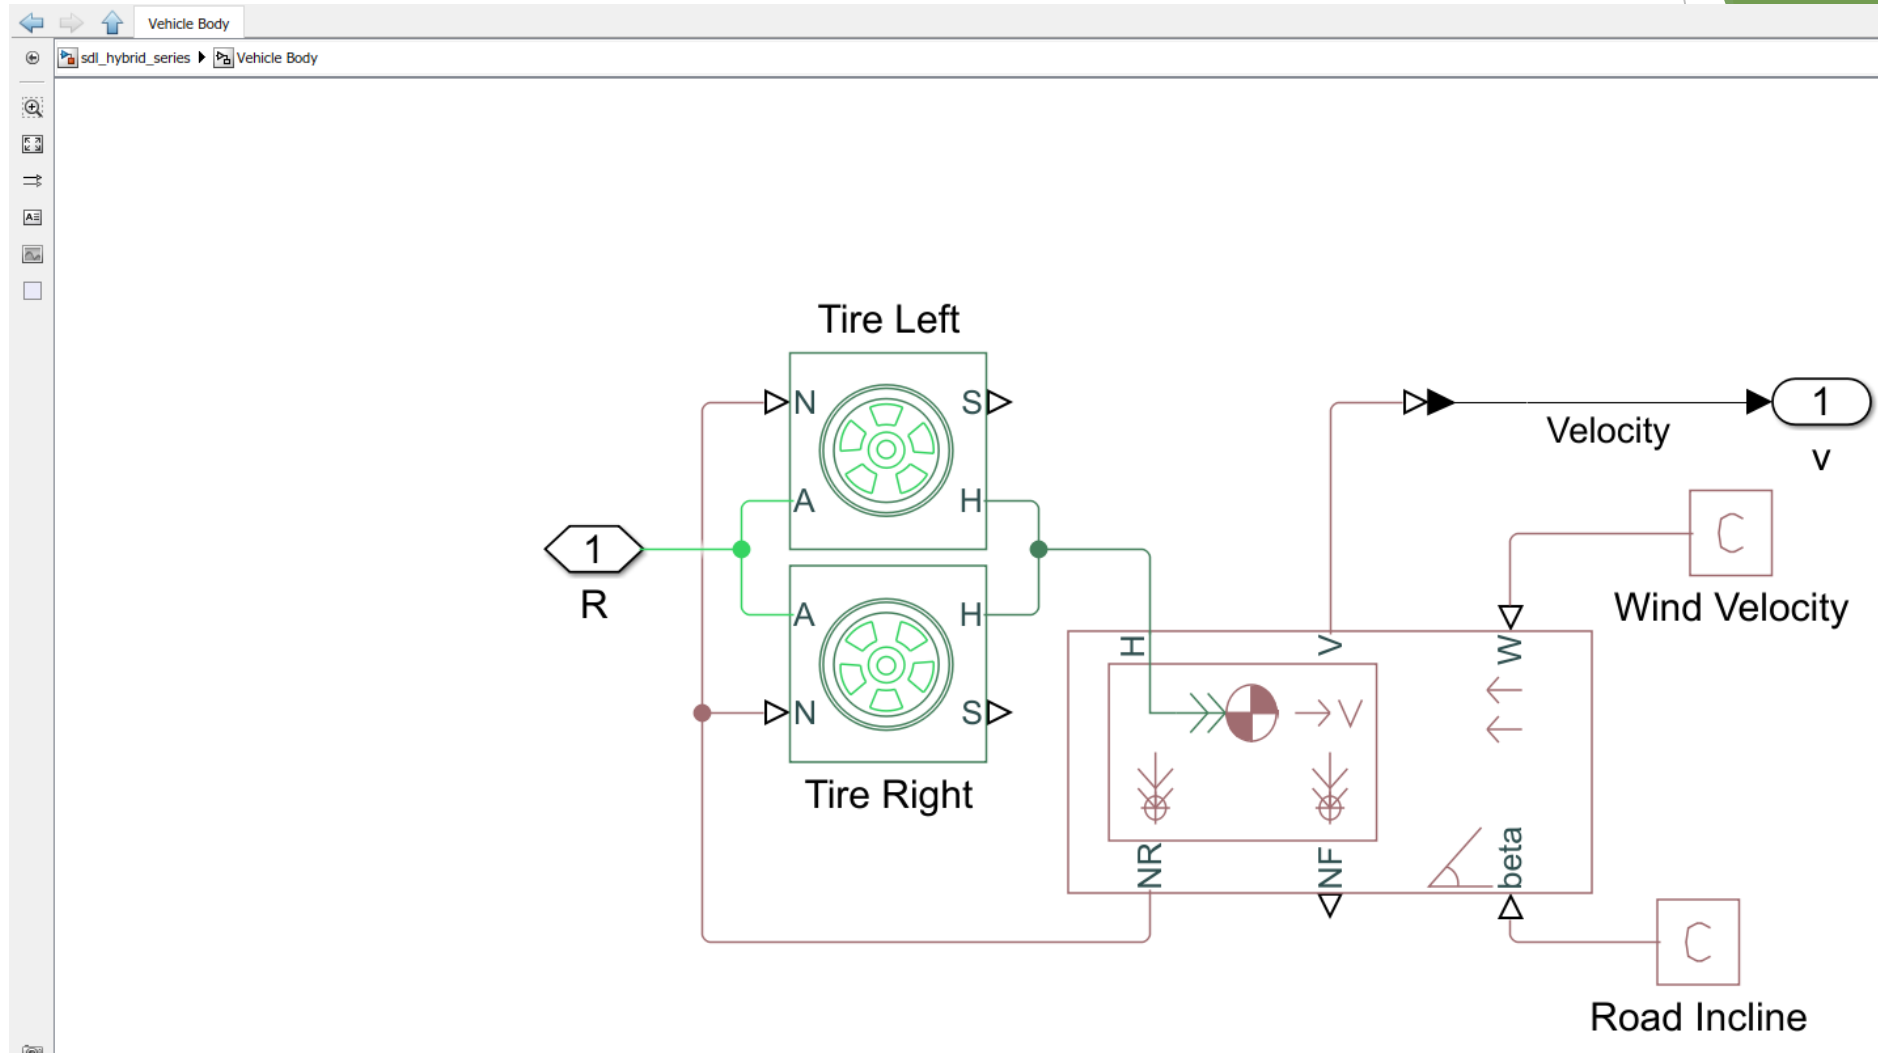 Vehicle Body
sdl_hybrid_series Vehicle Body
Tire Left
N S
A H
1
R
A H
N S
Tire Right
1
Velocity
v
C
Wind Velocity
H V W
V
NR NF beta
C
Road Incline